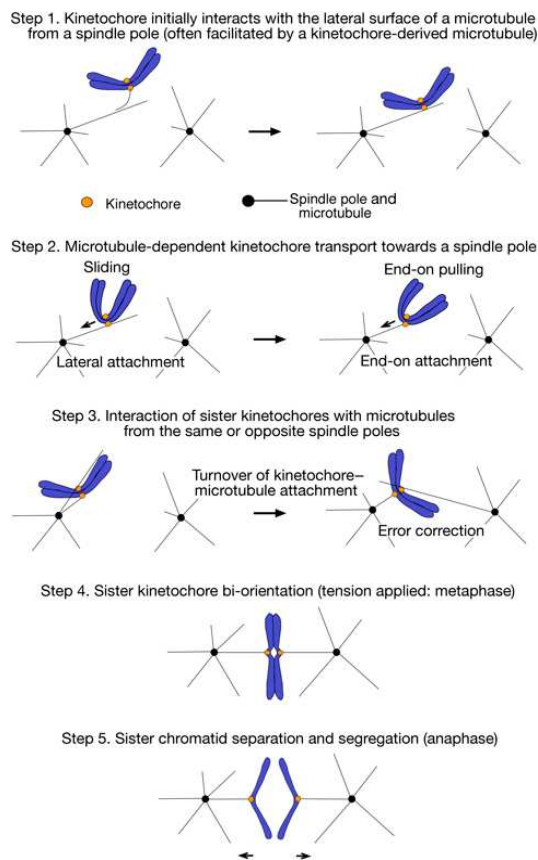 Step 1. Kinetochore initially interacts with the lateral surface of a microtubule
from a spindle pole (often facilitated by a kinetochore-derived microtubule)
Kinetochore
Spindle pole and
microtubule
Step 2. Microtubule-dependent kinetochore transport towards a spindle pole
Sliding
End-on pulling
Lateral attachment
End-on attachment
Step 3. Interaction of sister kinetochores with microtubules
from the same or opposite spindle poles
Turnover of kinetochore–
microtubule attachment
Error correction
Step 4. Sister kinetochore bi-orientation (tension applied: metaphase)
Step 5. Sister chromatid separation and segregation (anaphase)